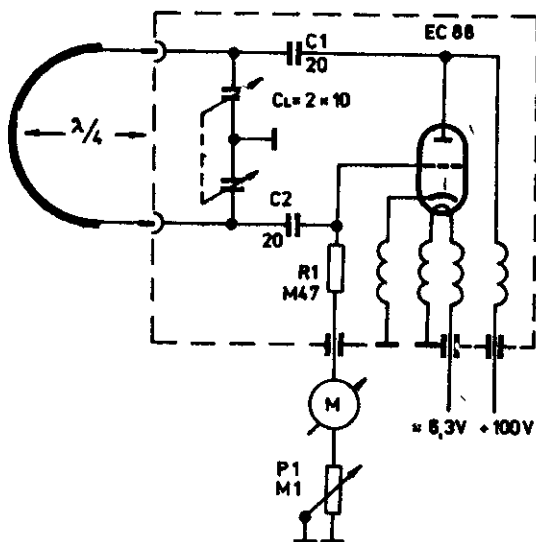 C1
20
EC 88
CL = 2 × 10
λ/4
C2
20
R1
M47
M
≈ 6,3V + 100V
P1
M1